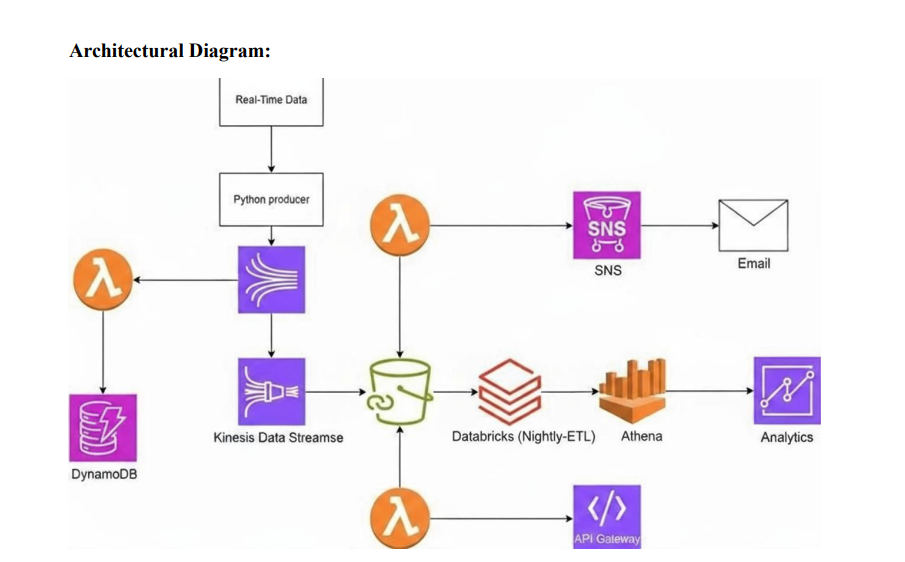 Architectural Diagram:
Real-Time Data
Python producer
λ
SNS
SNS
Email
λ
Kinesis Data Streamse
Databricks (Nightly-ETL)
Athena
Analytics
DynamoDB
λ
</>
API Gateway